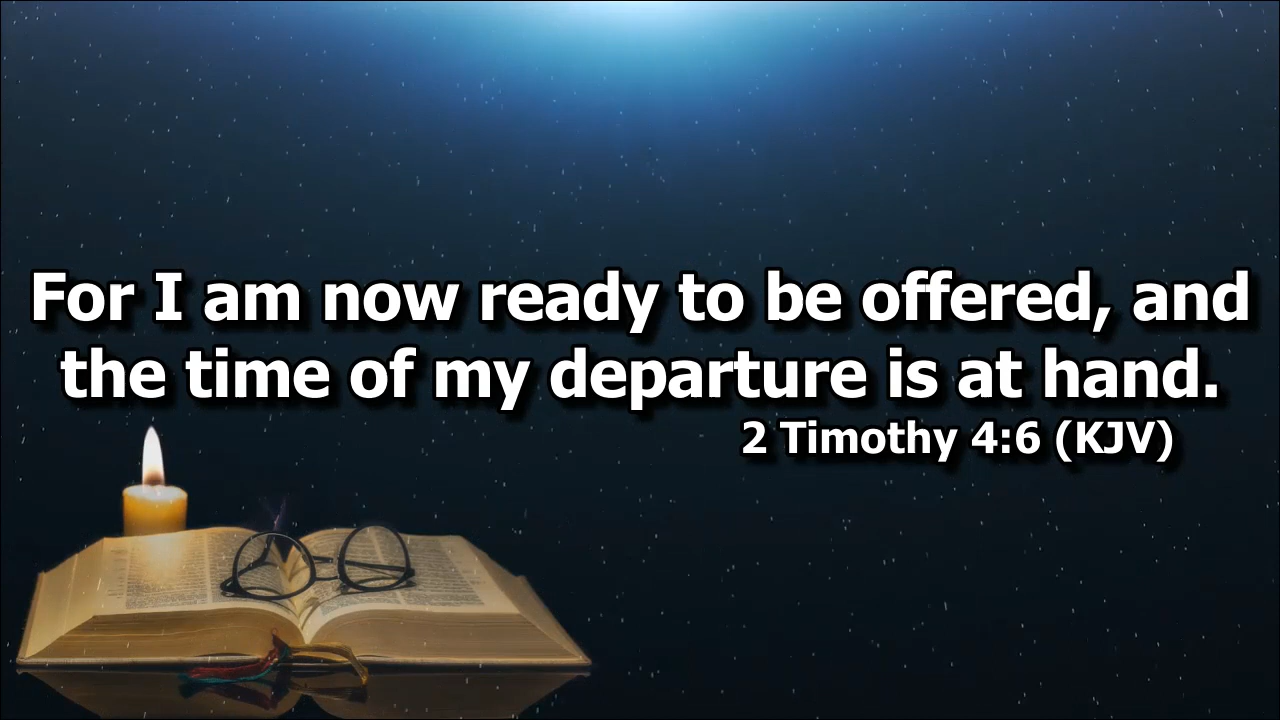 For I am now ready to be offered, and
the time of my departure is at hand.
2 Timothy 4:6 (KJV)